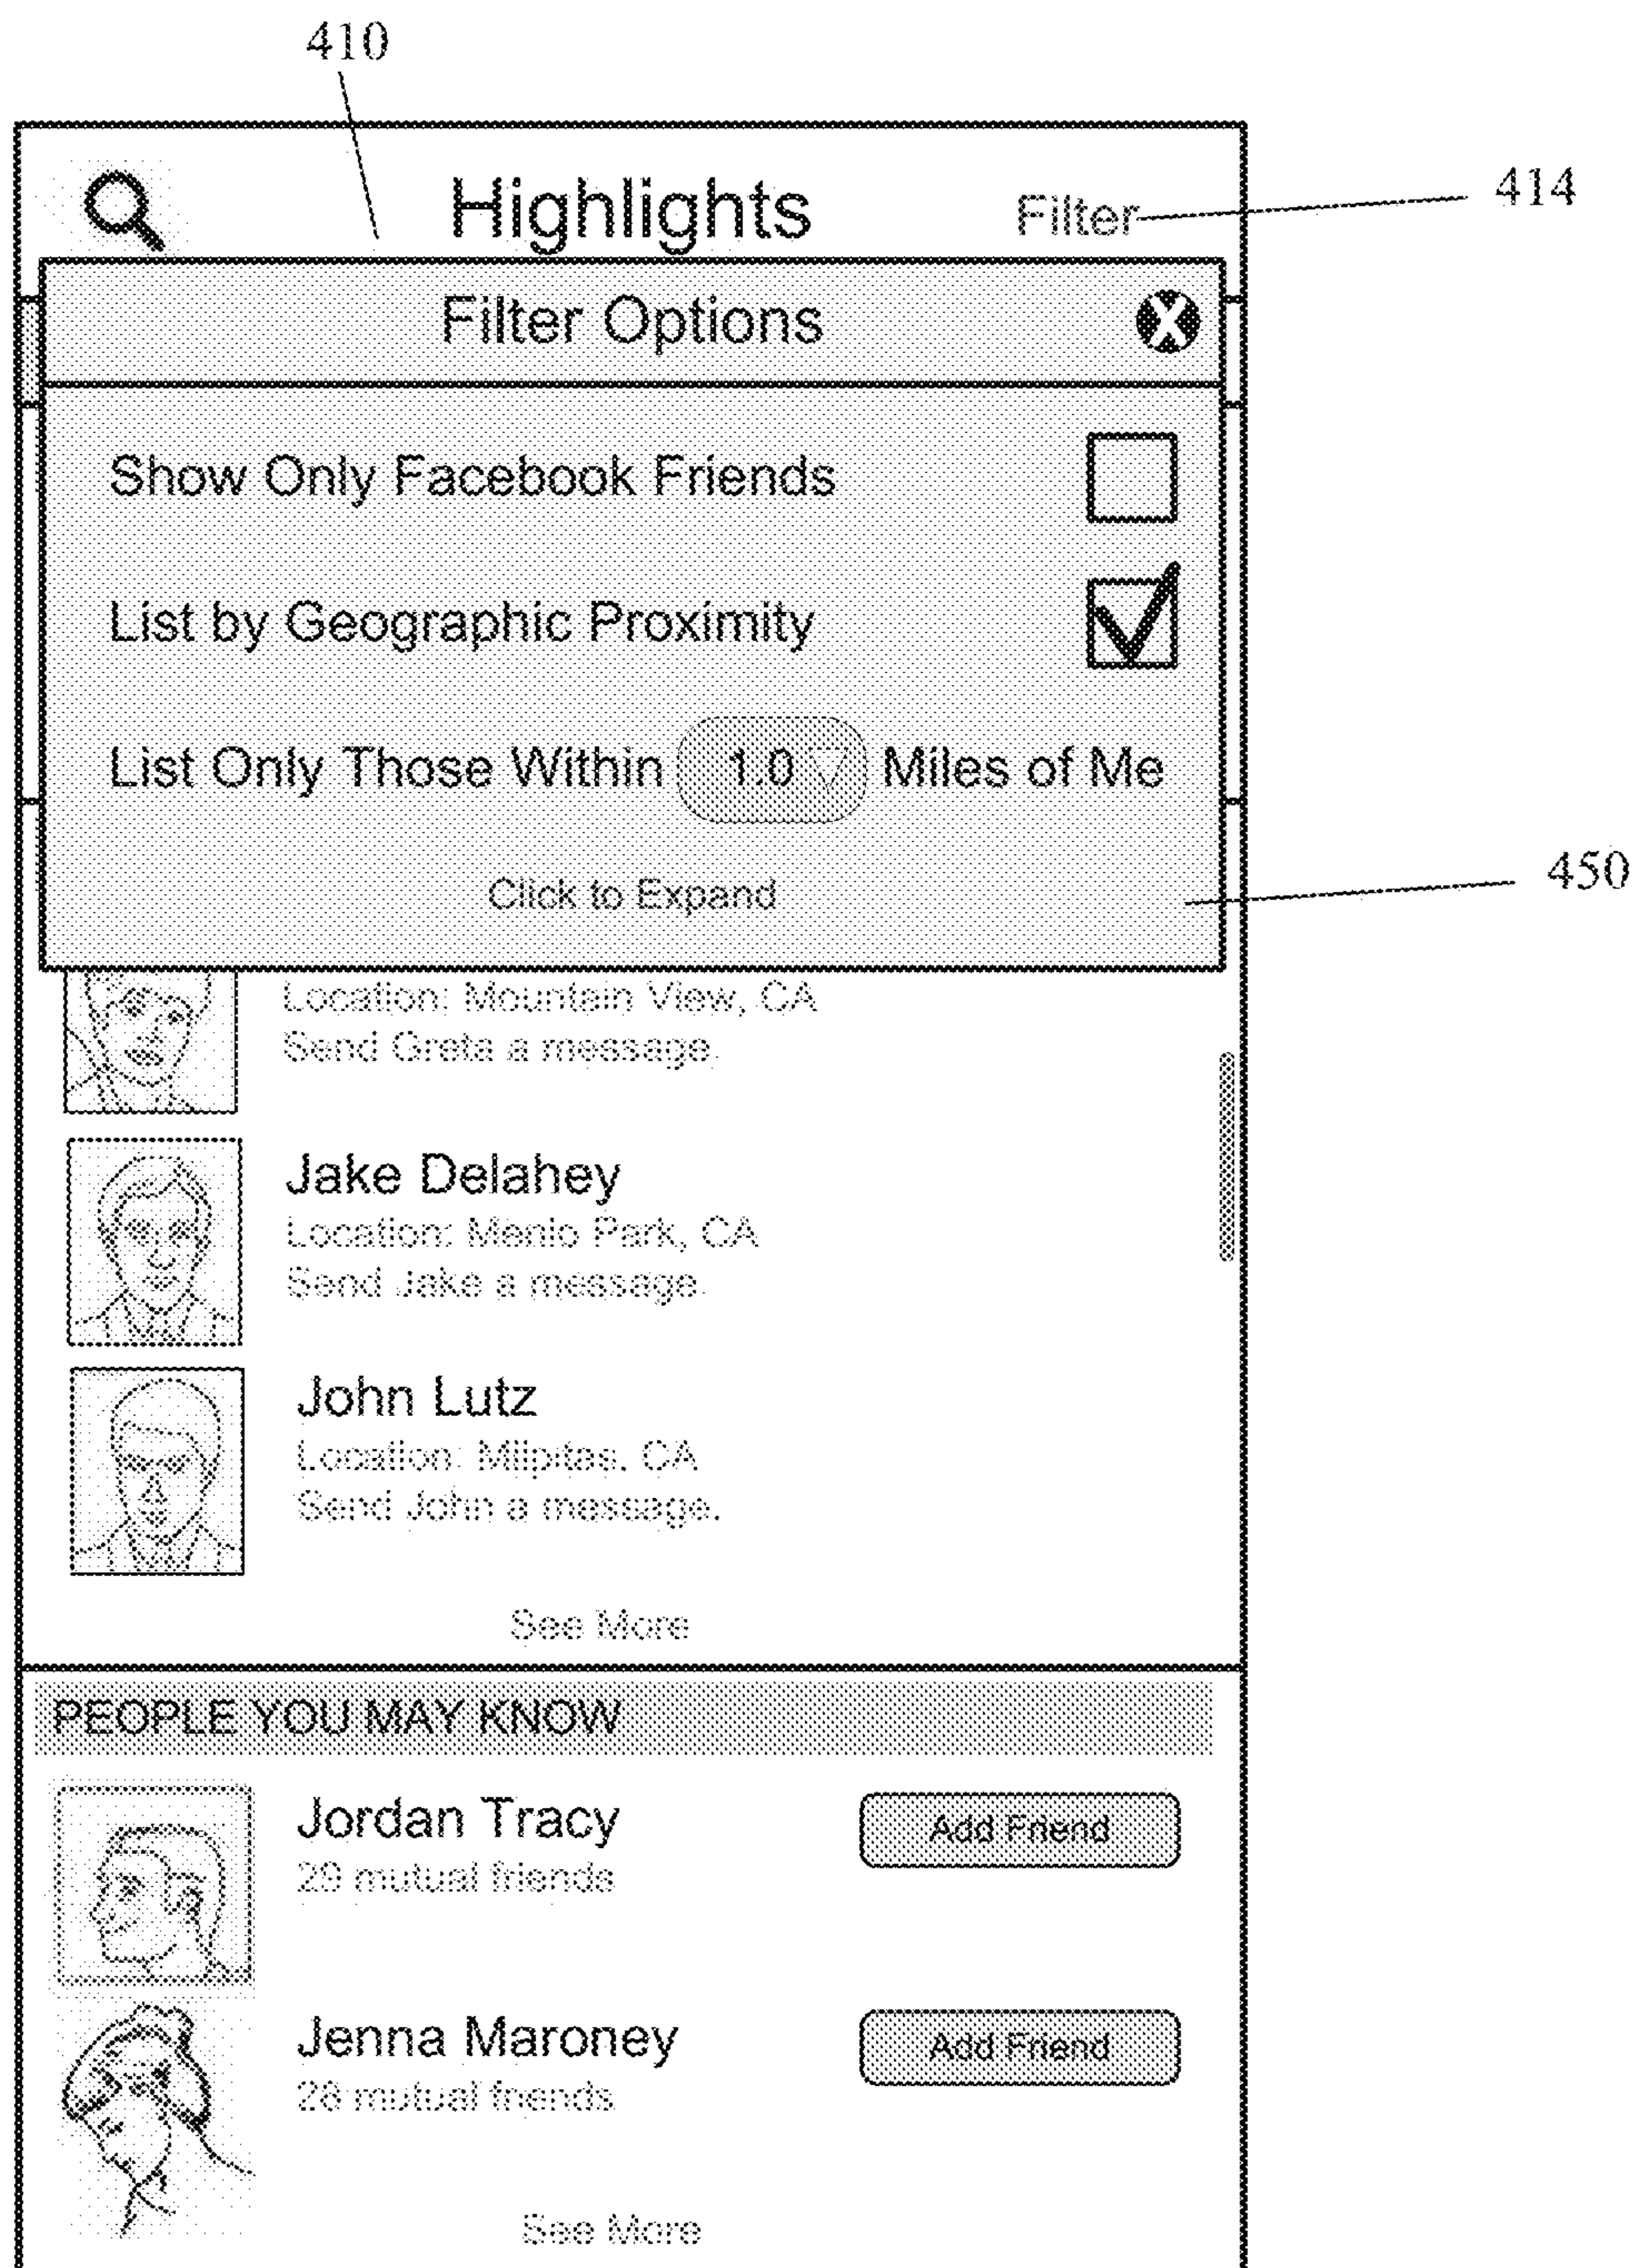 410
Highlights
Filter
414
Filter Options
X
Show Only Facebook Friends
List by Geographic Proximity
List Only Those Within 1.0 Miles of Me
Click to Expand
450
Location: Mountain View, CA
Send Greta a message.
Jake Delahey
Location: Menlo Park, CA
Send Jake a message.
John Lutz
Location: Milpitas, CA
Send John a message.
See More
PEOPLE YOU MAY KNOW
Jordan Tracy
Add Friend
29 mutual friends
Jenna Maroney
Add Friend
28 mutual friends
See More